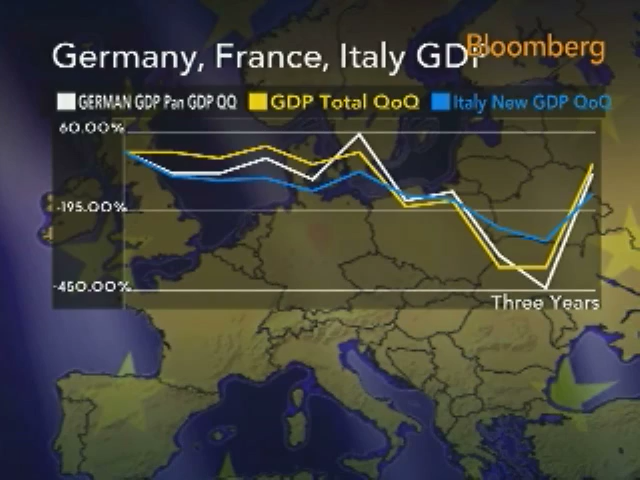 Germany, France, Italy GDP
Bloomberg
GERMAN GDP Pan GDP QQ
GDP Total QoQ
Italy New GDP QoQ
60.00%
-195.00%
-450.00%
Three Years